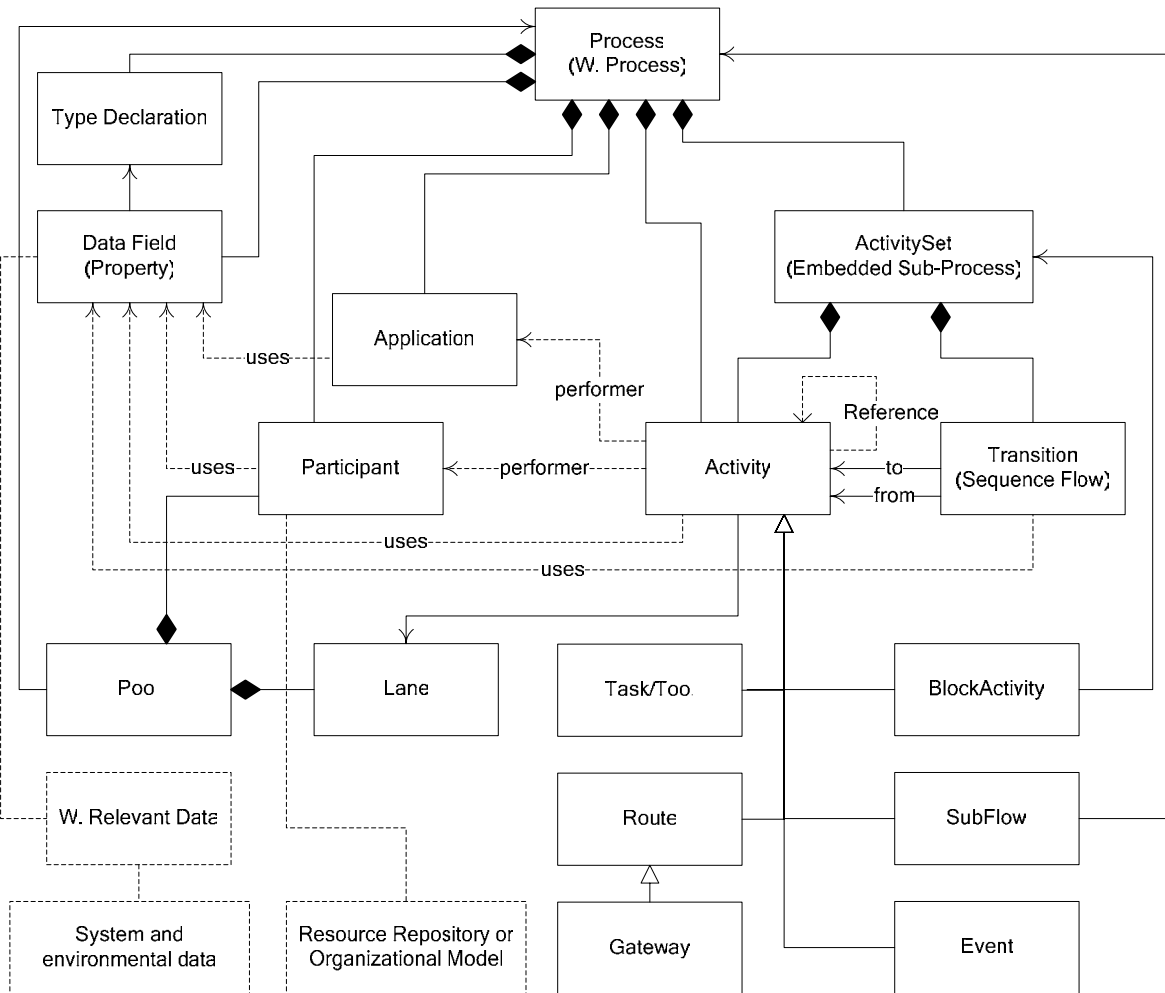 Process
(W. Process)
Type Declaration
Data Field
(Property)
ActivitySet
(Embedded Sub-Process)
Application
uses
performer
Reference
Participant
uses
performer
Activity
to
from
Transition
(Sequence Flow)
uses
uses
Poo
Lane
Task/Too
BlockActivity
W. Relevant Data
Route
SubFlow
System and
environmental data
Resource Repository or
Organizational Model
Gateway
Event